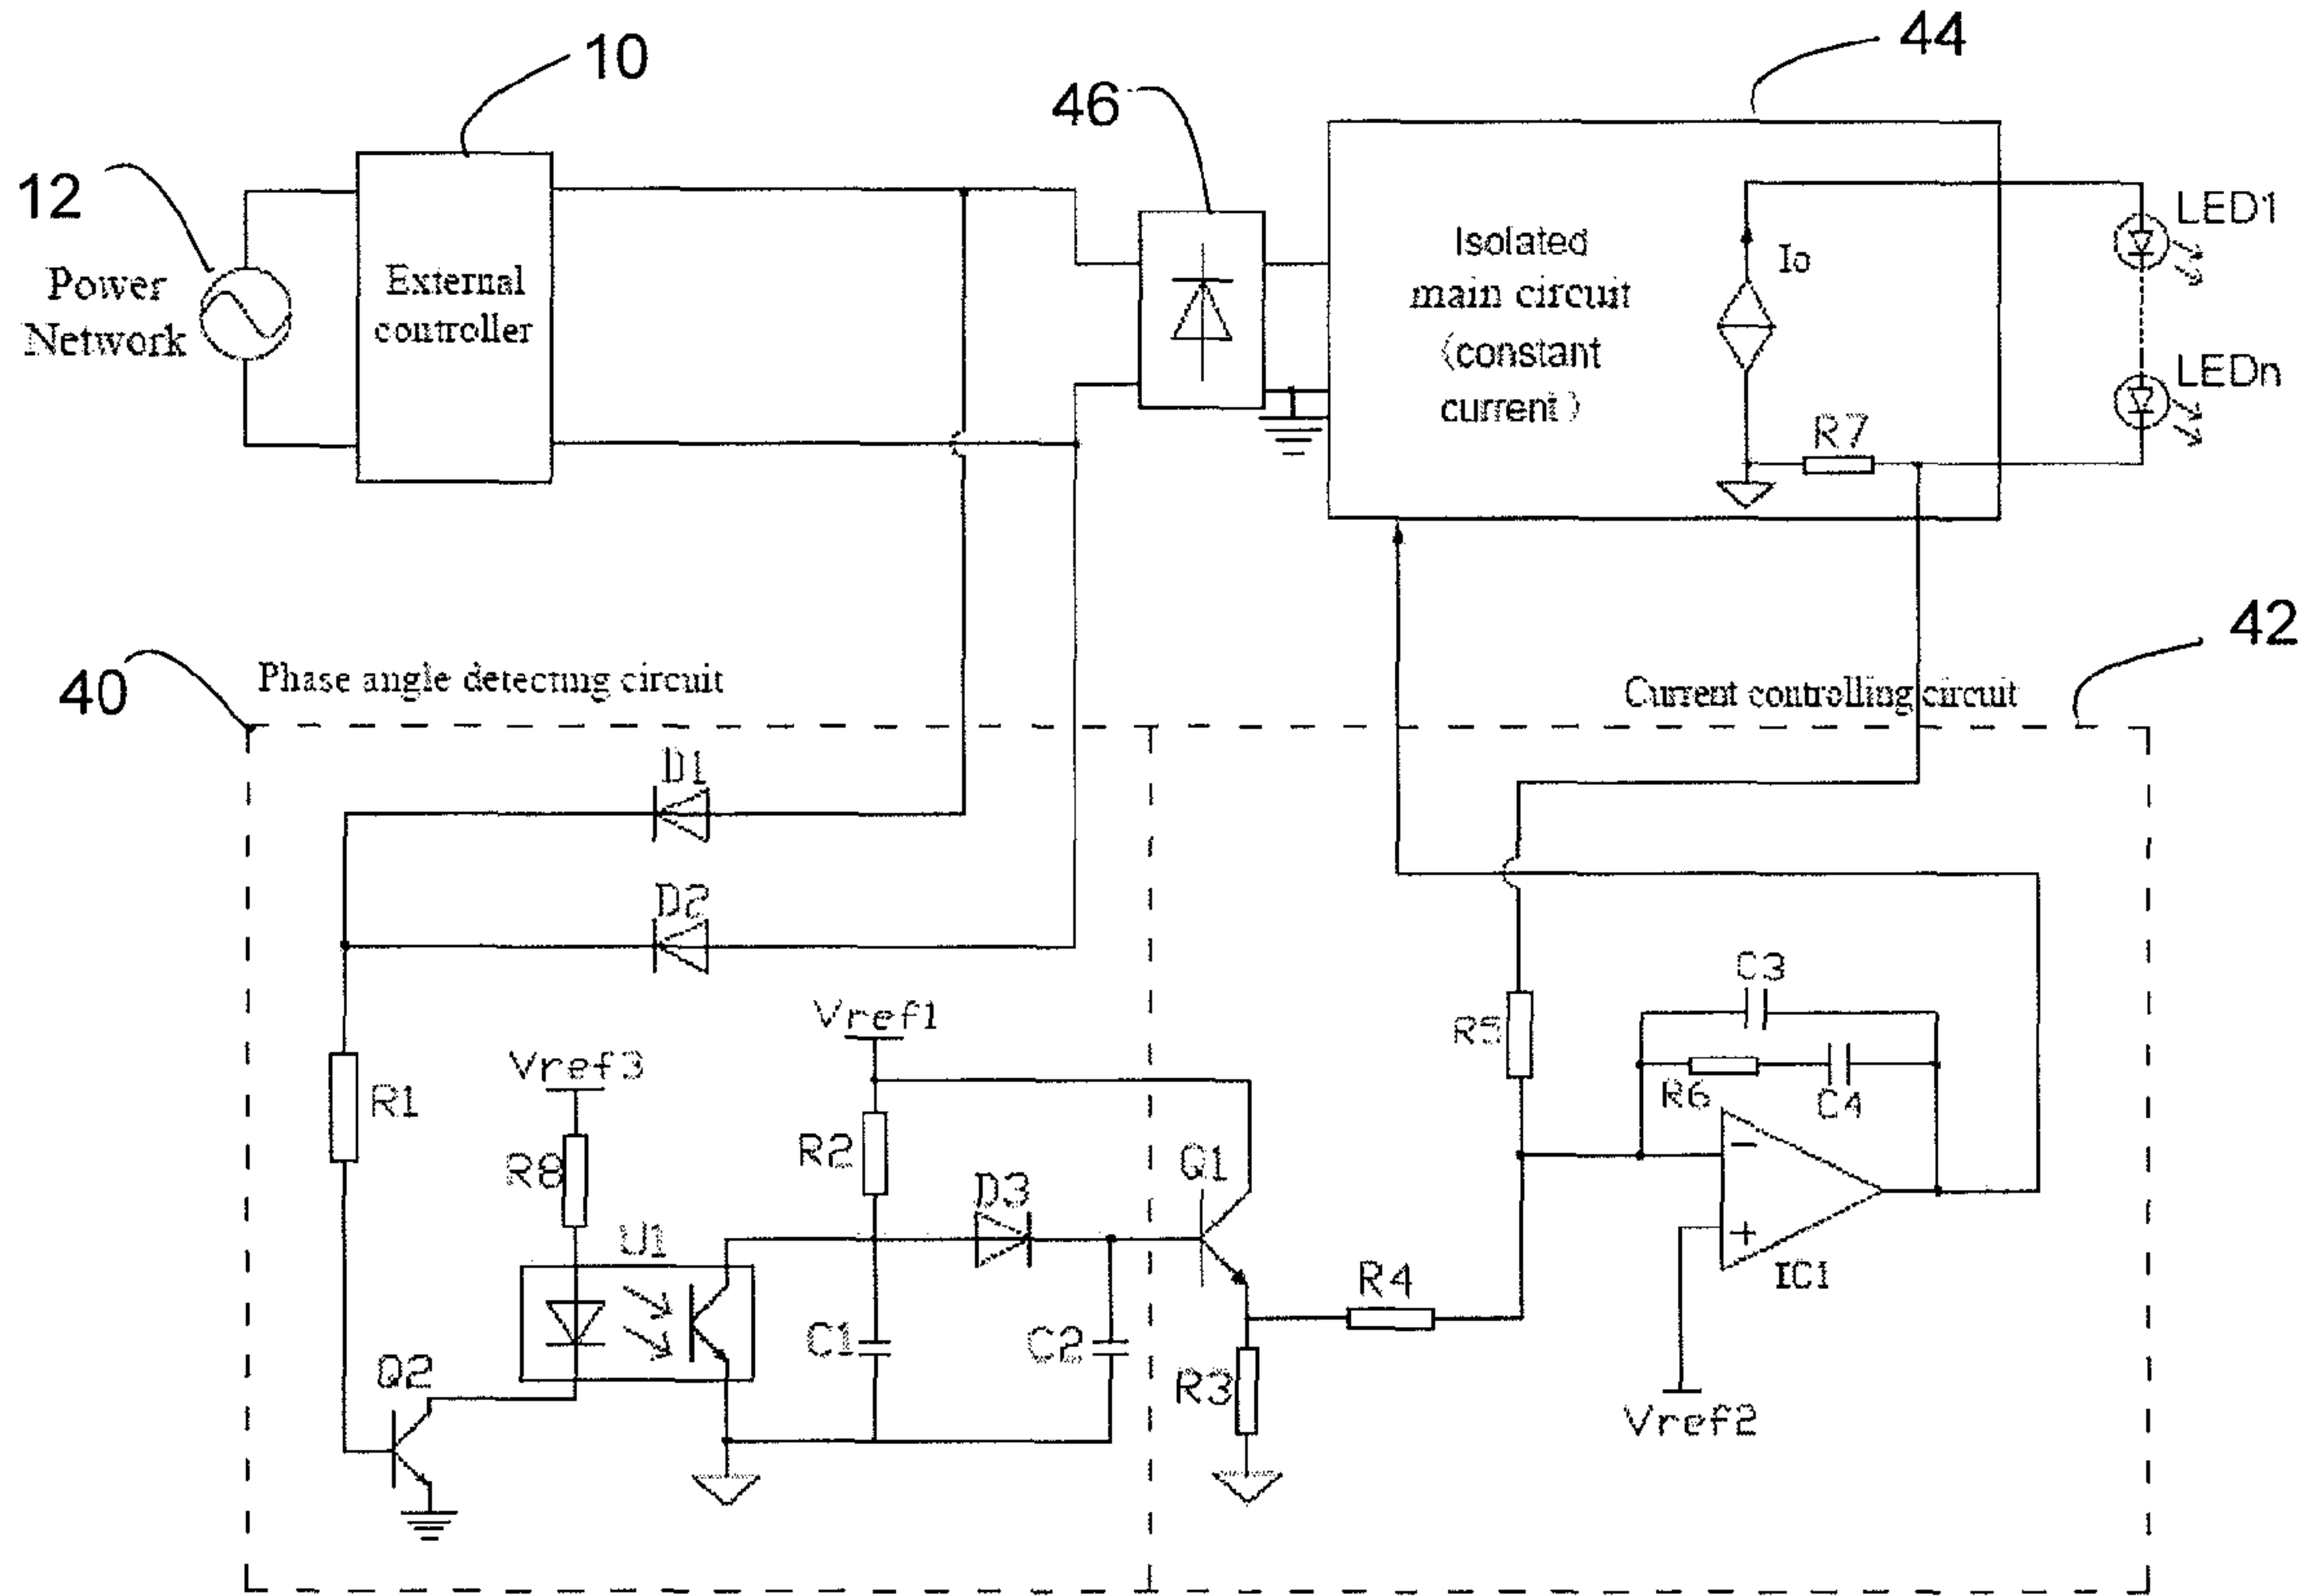 10
44
46
12
Power
Network
External
controller
Isolated
main circuit
(constant
current)
Io
R7
LED1
LEDn
40
Phase angle detecting circuit
Current controlling circuit
42
D1
D2
R1
Vref3
R8
U1
Q2
Vref1
R2
D3
C1
C2
Q1
R3
R4
R5
C3
R6
C4
−
+
IC1
Vref2